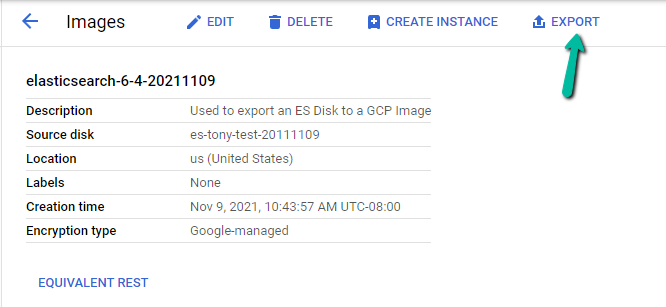 Images EDIT DELETE CREATE INSTANCE EXPORT
elasticsearch-6-4-20211109
Description Used to export an ES Disk to a GCP Image
Source disk es-tony-test-20111109
Location us (United States)
Labels None
Creation time Nov 9, 2021, 10:43:57 AM UTC-08:00
Encryption type Google-managed
EQUIVALENT REST